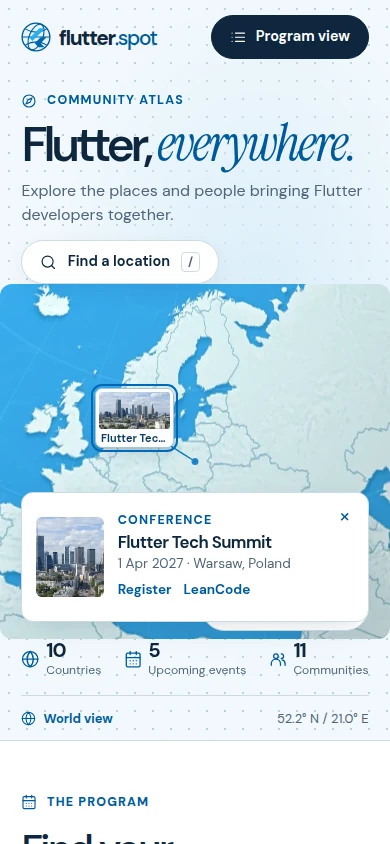 flutter.spot
Program view
COMMUNITY ATLAS
Flutter, everywhere.
Explore the places and people bringing Flutter
developers together.
Find a location /
Flutter Tec...
CONFERENCE
×
Flutter Tech Summit
1 Apr 2027 · Warsaw, Poland
Register LeanCode
10 5 11
Countries Upcoming events Communities
World view 52.2° N / 21.0° E
THE PROGRAM
Find your